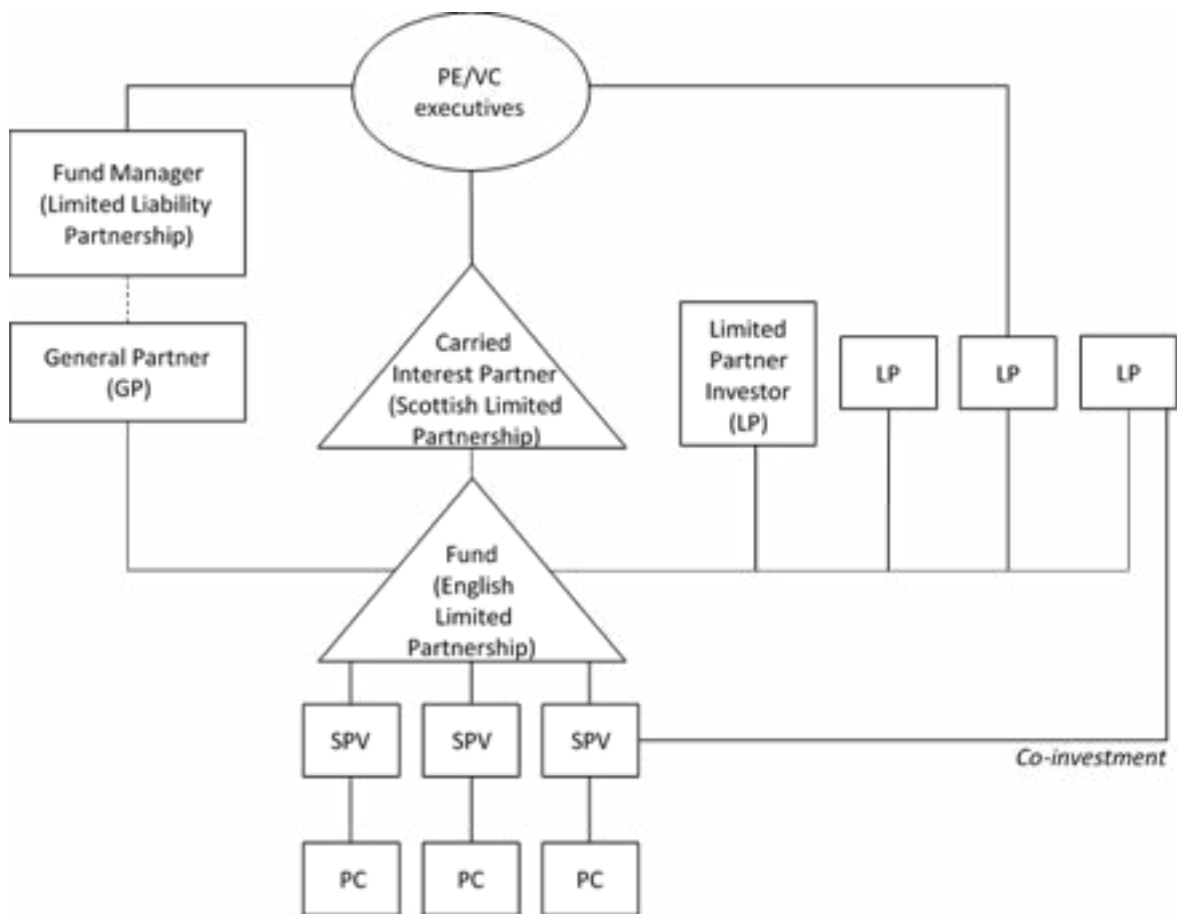 PE/VC
executives
Fund Manager
(Limited Liability
Partnership)
General Partner
(GP)
Carried
Interest Partner
(Scottish Limited
Partnership)
Limited
Partner
Investor
(LP)
LP
LP
LP
Fund
(English
Limited
Partnership)
SPV
SPV
SPV
Co-investment
PC
PC
PC